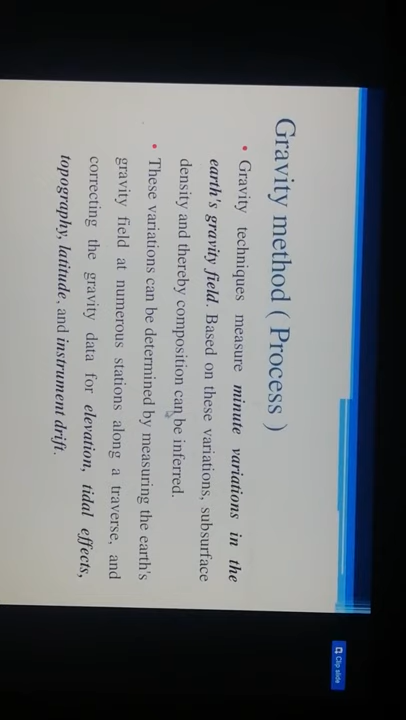 Gravity method ( Process )
• Gravity techniques measure minute variations in the
earth's gravity field. Based on these variations, subsurface
density and thereby composition can be inferred.
• These variations can be determined by measuring the earth's
gravity field at numerous stations along a traverse, and
correcting the gravity data for elevation, tidal effects,
topography, latitude, and instrument drift.
Clip slide